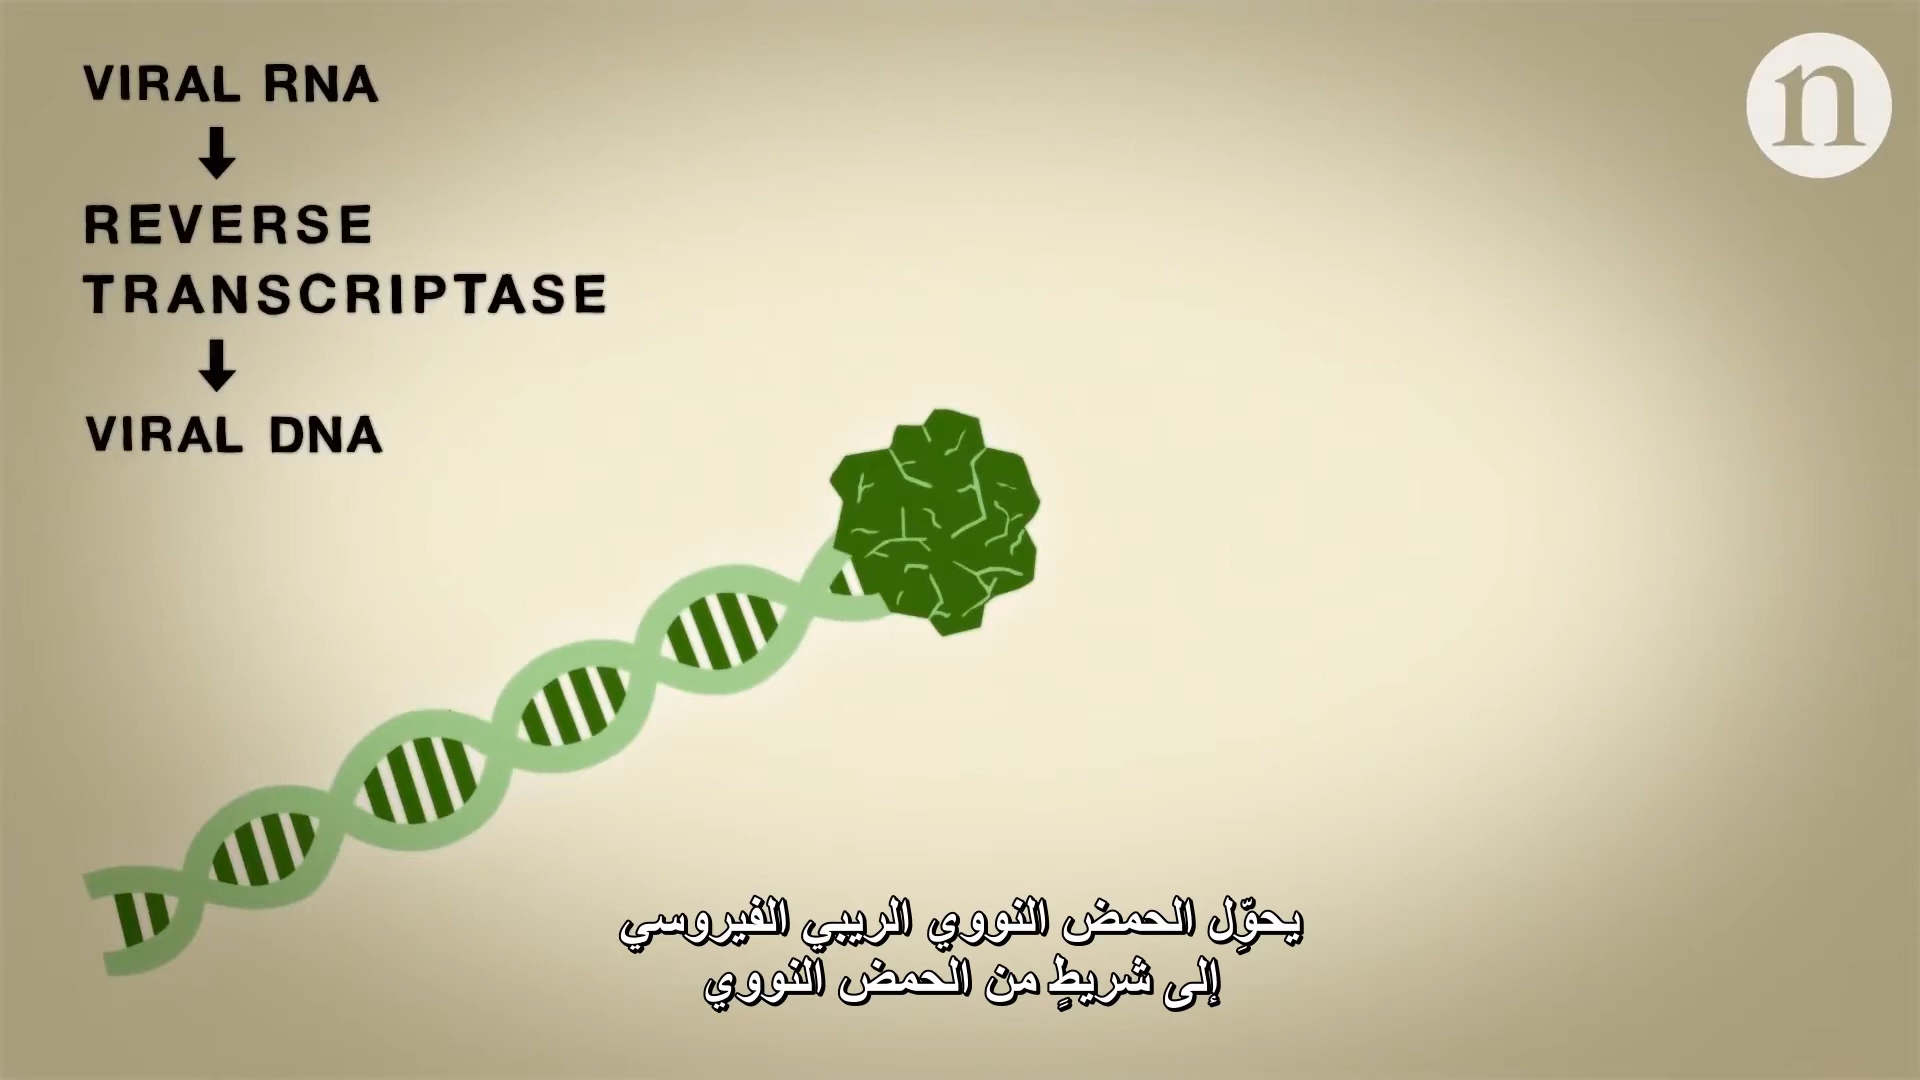 VIRAL RNA
REVERSE
TRANSCRIPTASE
VIRAL DNA
n
يحوِّل الحمض النووي الريبي الفيروسي
إلى شريطٍ من الحمض النووي